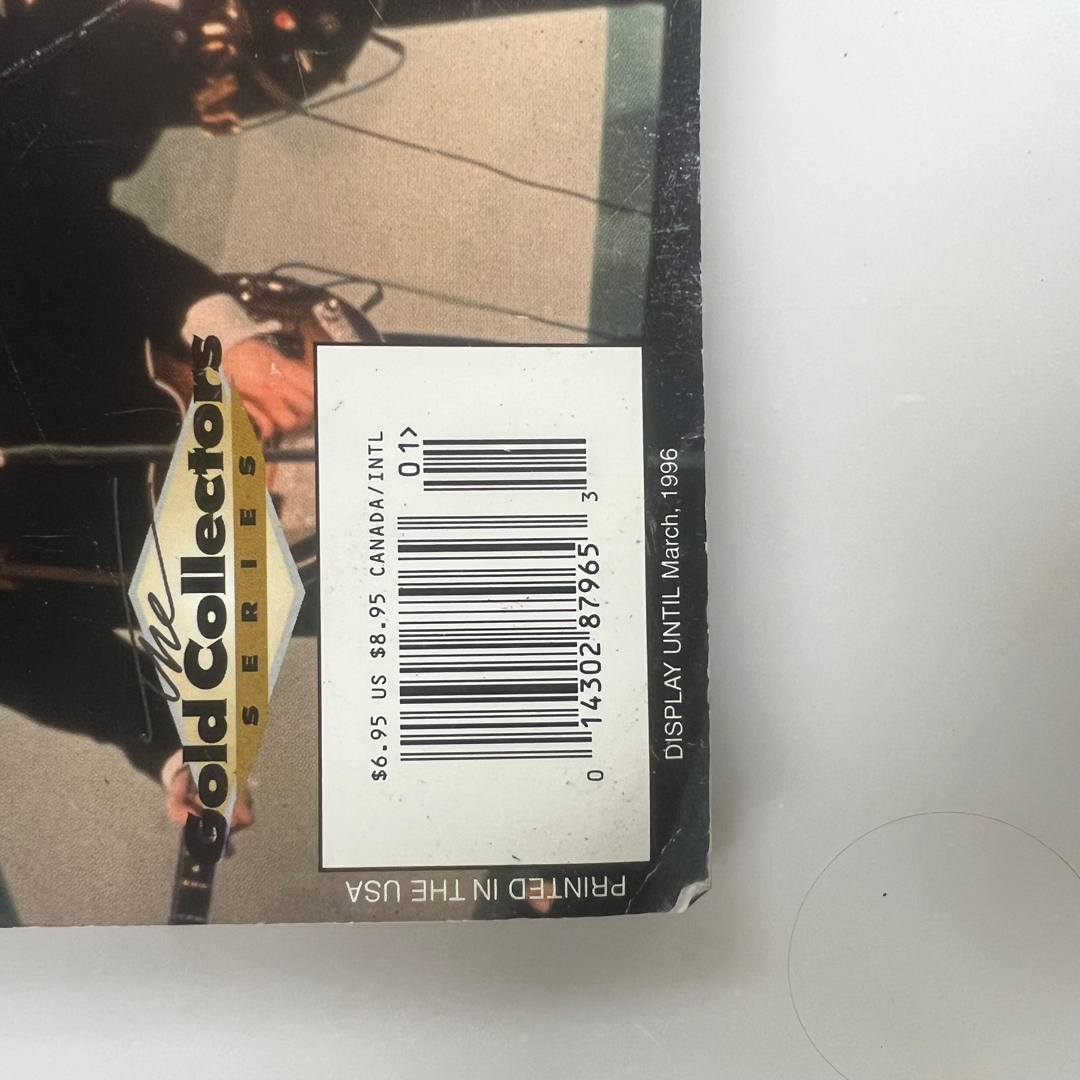 The
Gold Collectors
SERIES
$6.95 US $8.95 CANADA/INTL
01>
0 14302 87965 3
DISPLAY UNTIL March, 1996
PRINTED IN THE USA